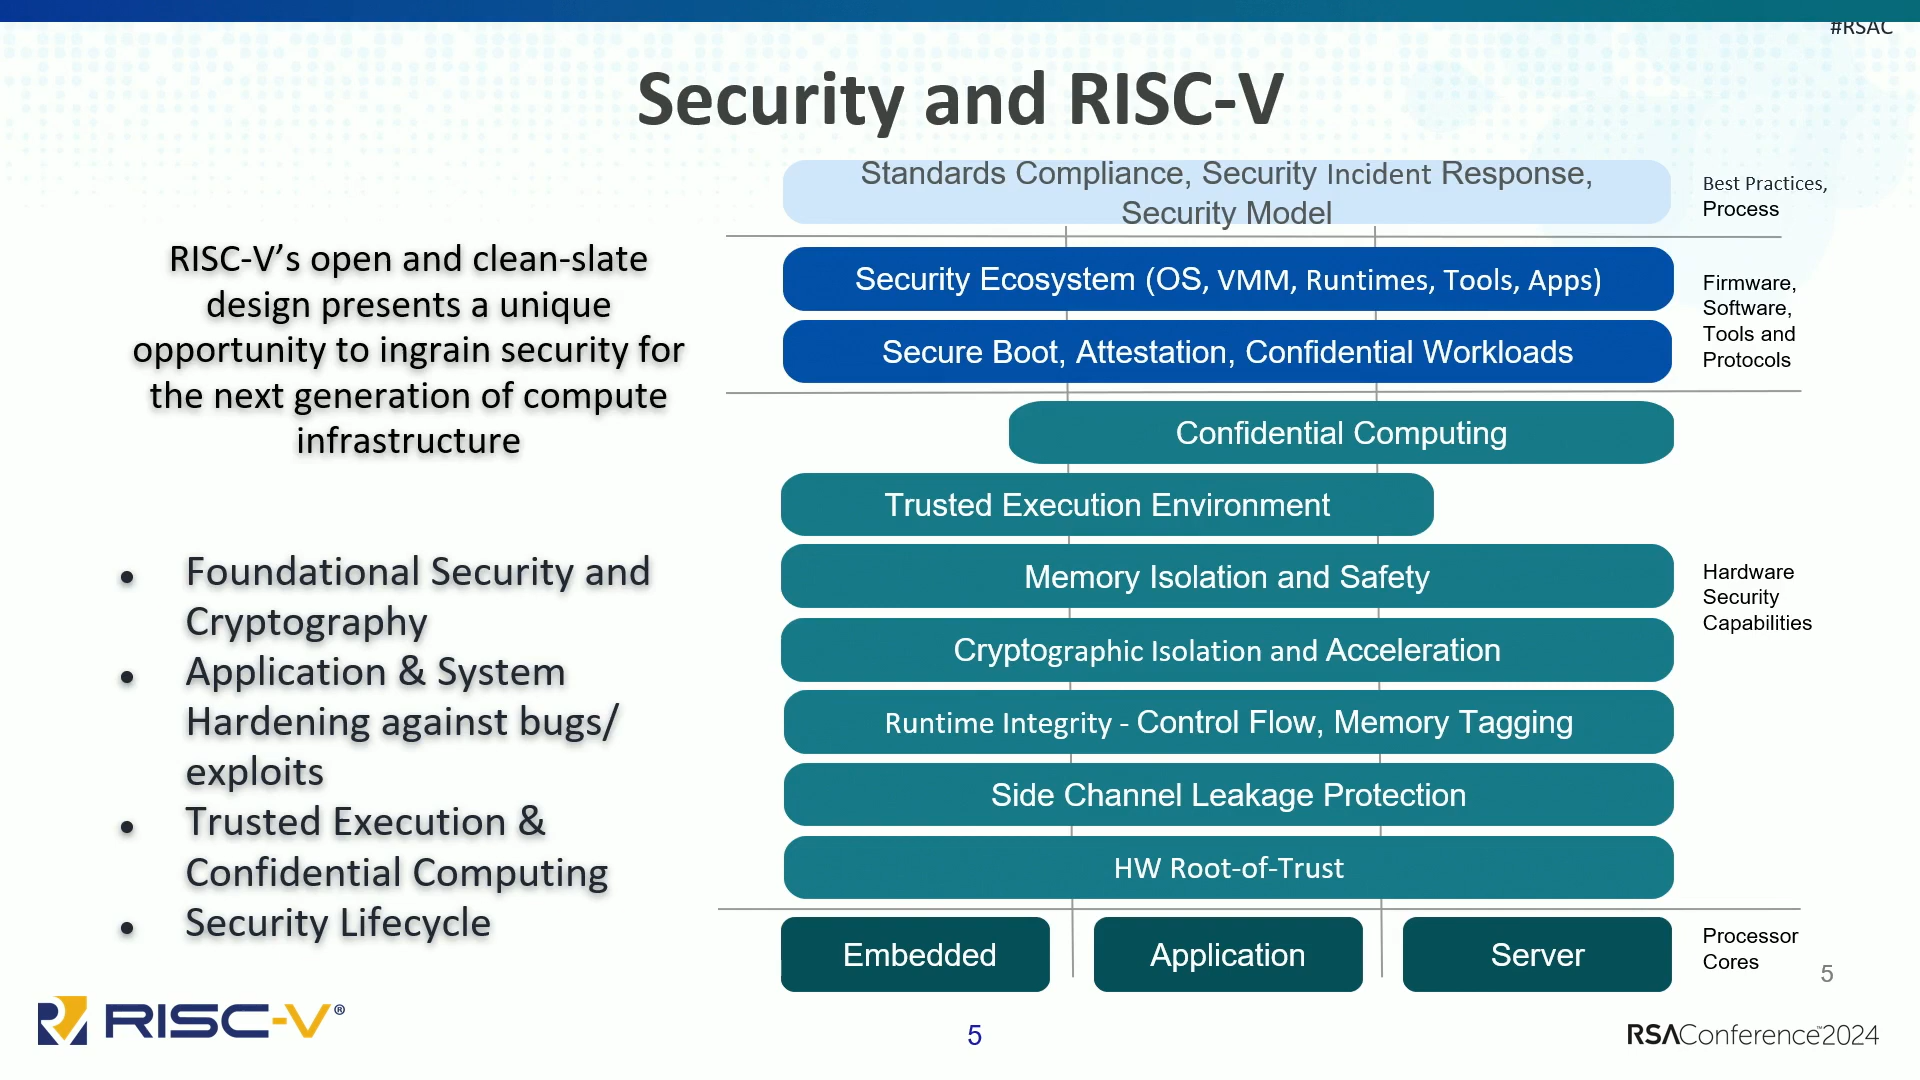 #RSAC
Security and RISC-V
RISC-V’s open and clean-slate
design presents a unique
opportunity to ingrain security for
the next generation of compute
infrastructure
● Foundational Security and
Cryptography
● Application & System
Hardening against bugs/
exploits
● Trusted Execution &
Confidential Computing
● Security Lifecycle
Standards Compliance, Security Incident Response,
Security Model
Best Practices,
Process
Security Ecosystem (OS, VMM, Runtimes, Tools, Apps)
Secure Boot, Attestation, Confidential Workloads
Firmware,
Software,
Tools and
Protocols
Confidential Computing
Trusted Execution Environment
Memory Isolation and Safety
Cryptographic Isolation and Acceleration
Runtime Integrity - Control Flow, Memory Tagging
Side Channel Leakage Protection
HW Root-of-Trust
Hardware
Security
Capabilities
Embedded
Application
Server
Processor
Cores
5
RISC-V®
5
RSAConference™2024